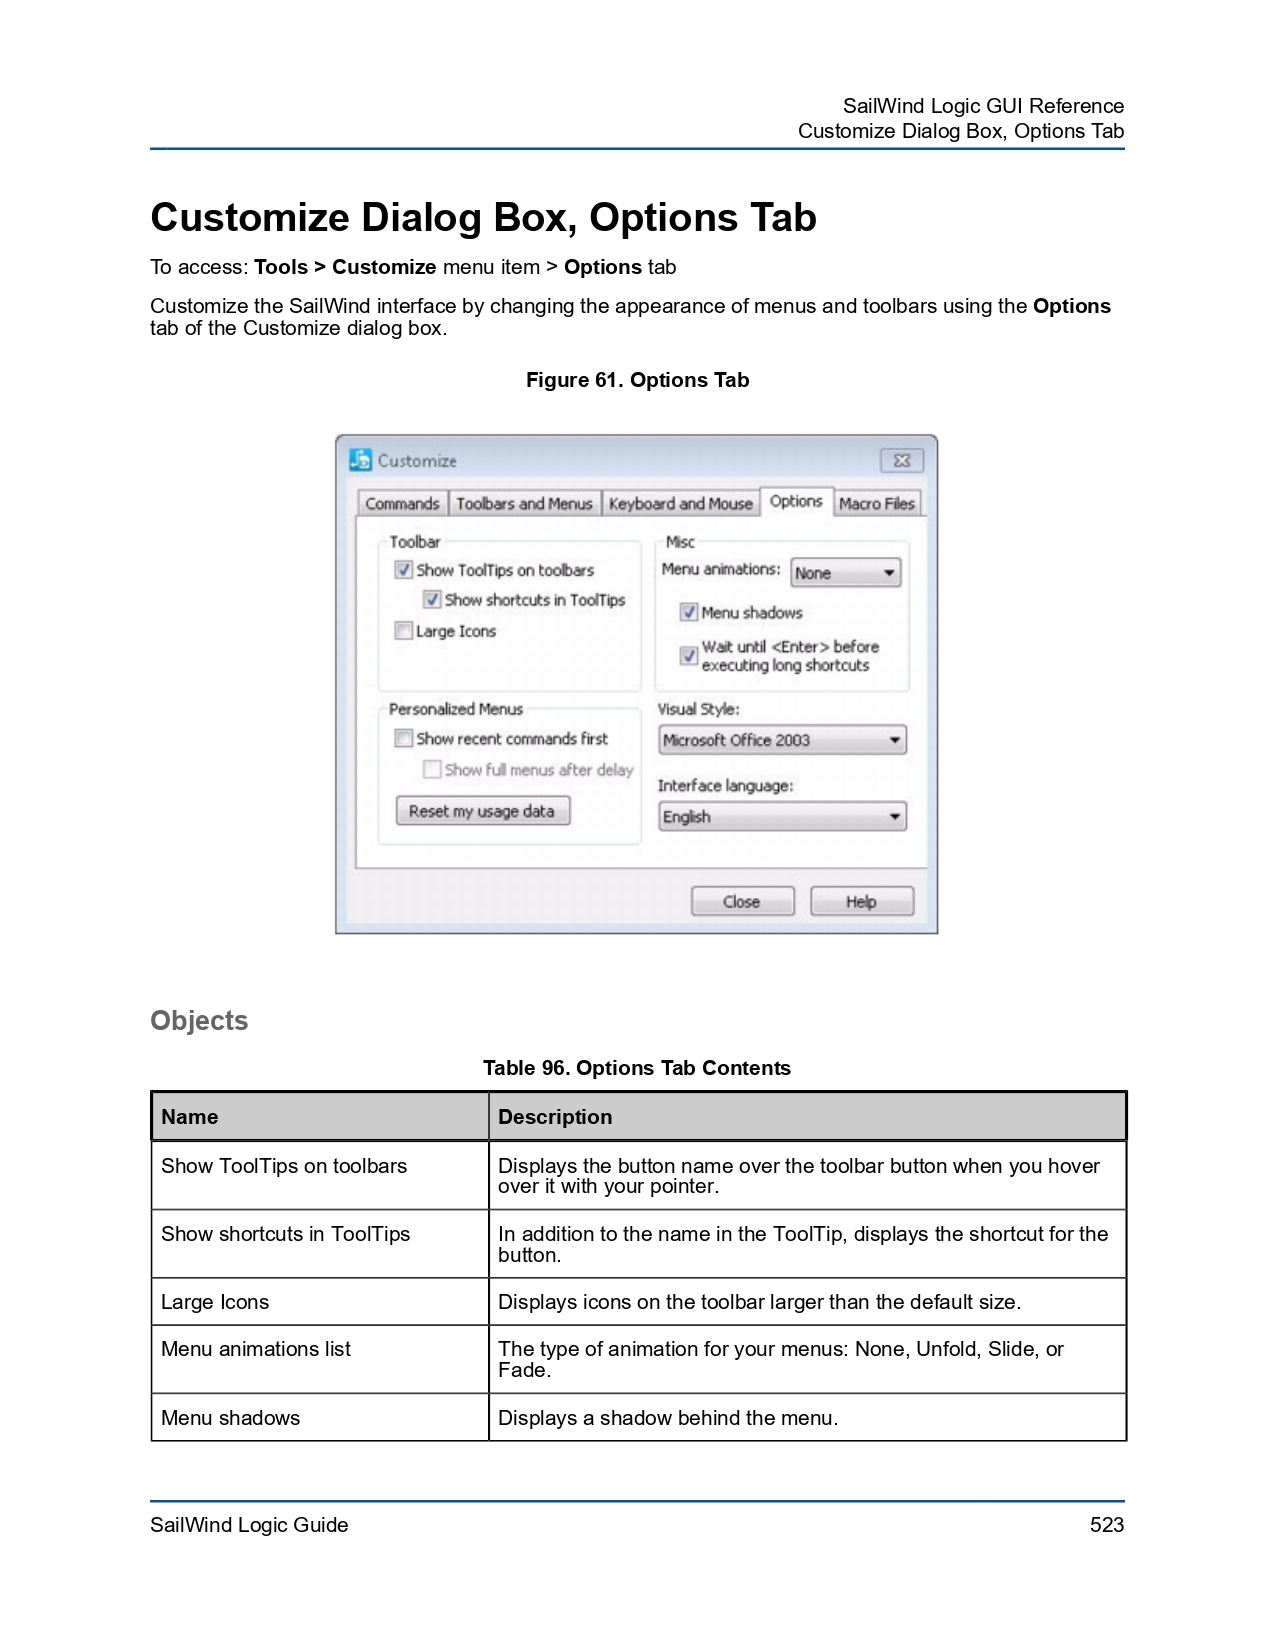 SailWind Logic GUI Reference
Customize Dialog Box, Options Tab
Customize Dialog Box, Options Tab
To access: Tools > Customize menu item > Options tab
Customize the SailWind interface by changing the appearance of menus and toolbars using the Options
tab of the Customize dialog box.
Figure 61. Options Tab
Customize
Commands Toolbars and Menus Keyboard and Mouse Options Macro Files
Toolbar
Show ToolTips on toolbars
Show shortcuts in ToolTips
Large Icons
Misc
Menu animations: None
Menu shadows
Wait until <Enter> before
executing long shortcuts
Personalized Menus
Show recent commands first
Show full menus after delay
Reset my usage data
Visual Style:
Microsoft Office 2003
Interface language:
English
Close Help
Objects
Table 96. Options Tab Contents
Name Description
Show ToolTips on toolbars Displays the button name over the toolbar button when you hover
over it with your pointer.
Show shortcuts in ToolTips In addition to the name in the ToolTip, displays the shortcut for the
button.
Large Icons Displays icons on the toolbar larger than the default size.
Menu animations list The type of animation for your menus: None, Unfold, Slide, or
Fade.
Menu shadows Displays a shadow behind the menu.
SailWind Logic Guide 523